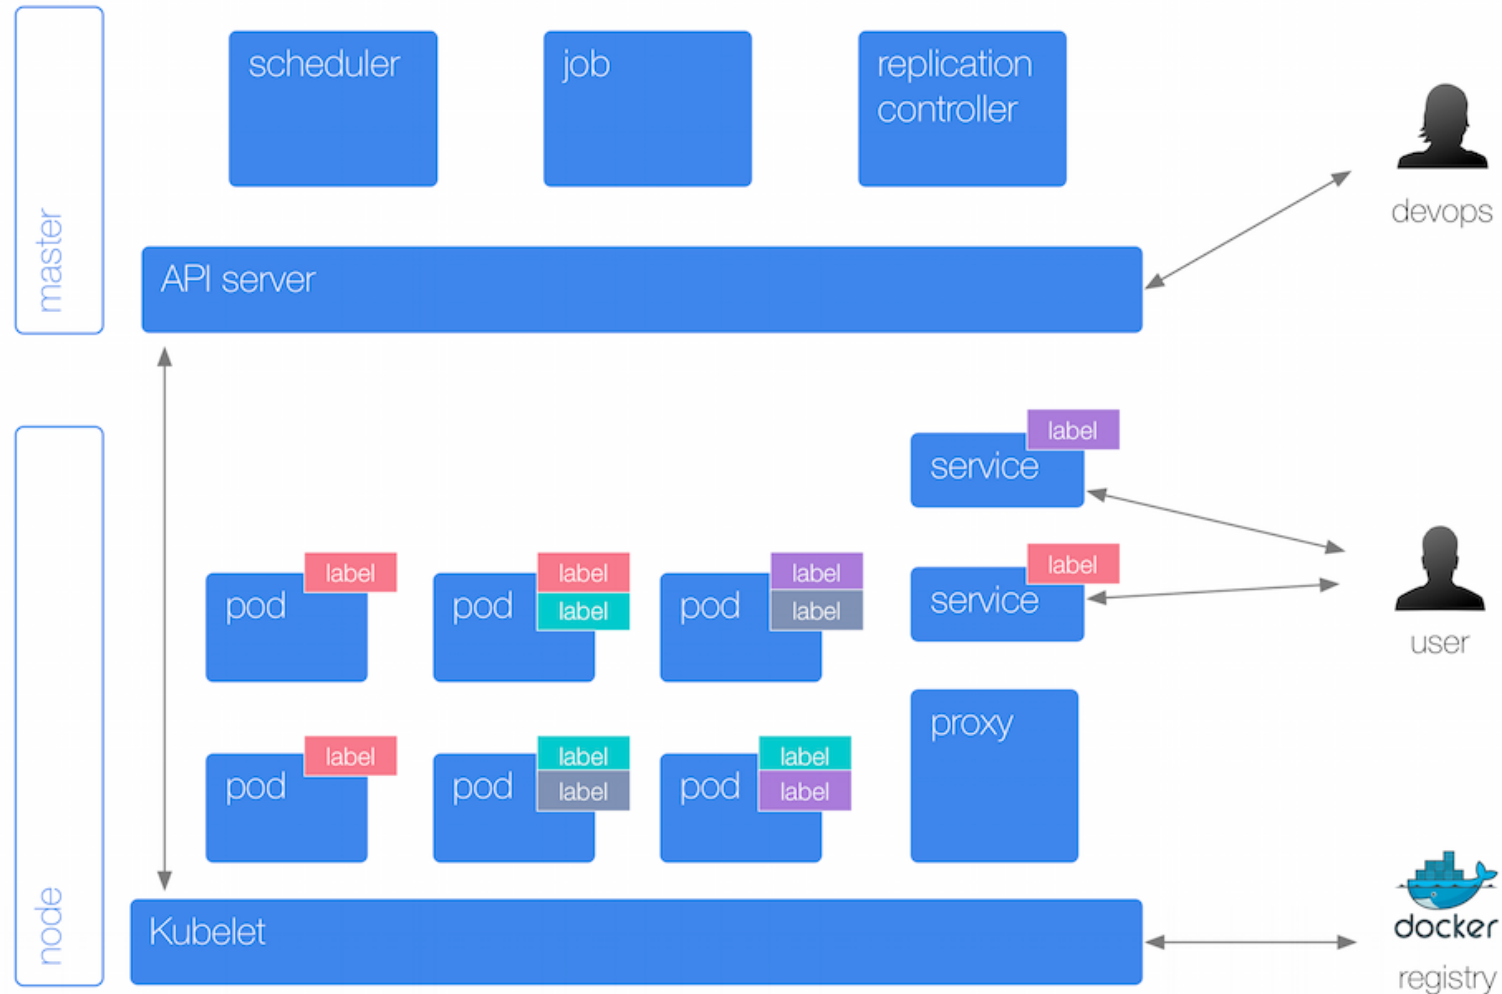 master
scheduler
job
replication
controller
devops
API server
node
label
service
label
service
user
label
pod
label
label
pod
label
label
pod
proxy
label
pod
label
label
pod
label
label
pod
Kubelet
docker
registry